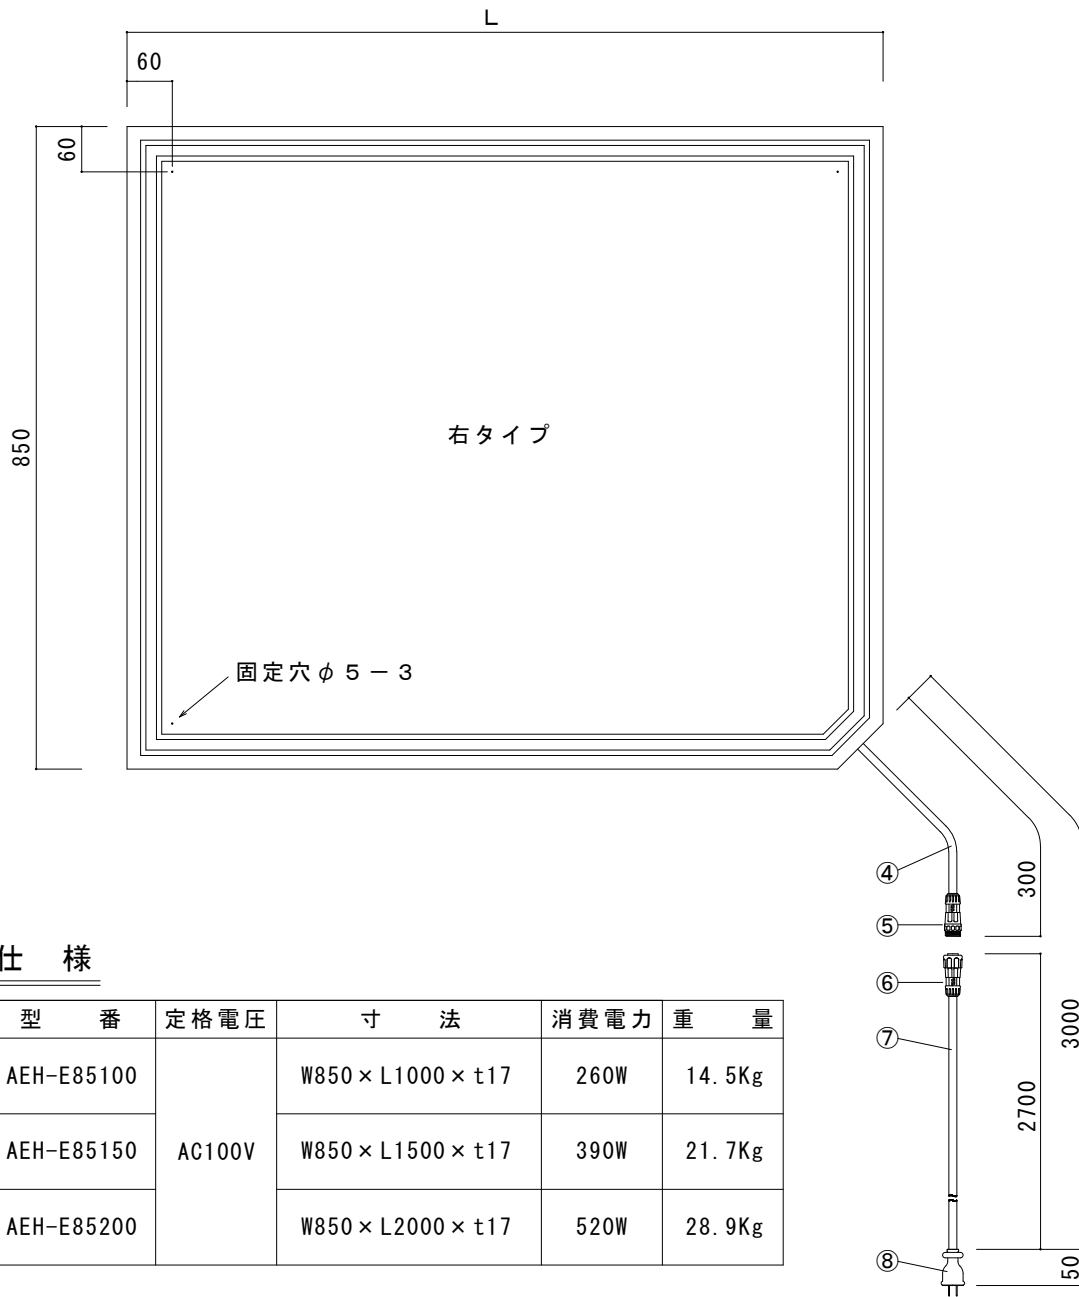 L
60
60
850
右タイプ
固定穴φ5-3
④
300
⑤
⑥
3000
⑦
2700
⑧
50
仕 様
型 番 定格電圧 寸 法 消費電力 重 量
AEH-E85100 W850×L1000×t17 260W 14.5Kg
AEH-E85150 AC100V W850×L1500×t17 390W 21.7Kg
AEH-E85200 W850×L2000×t17 520W 28.9Kg